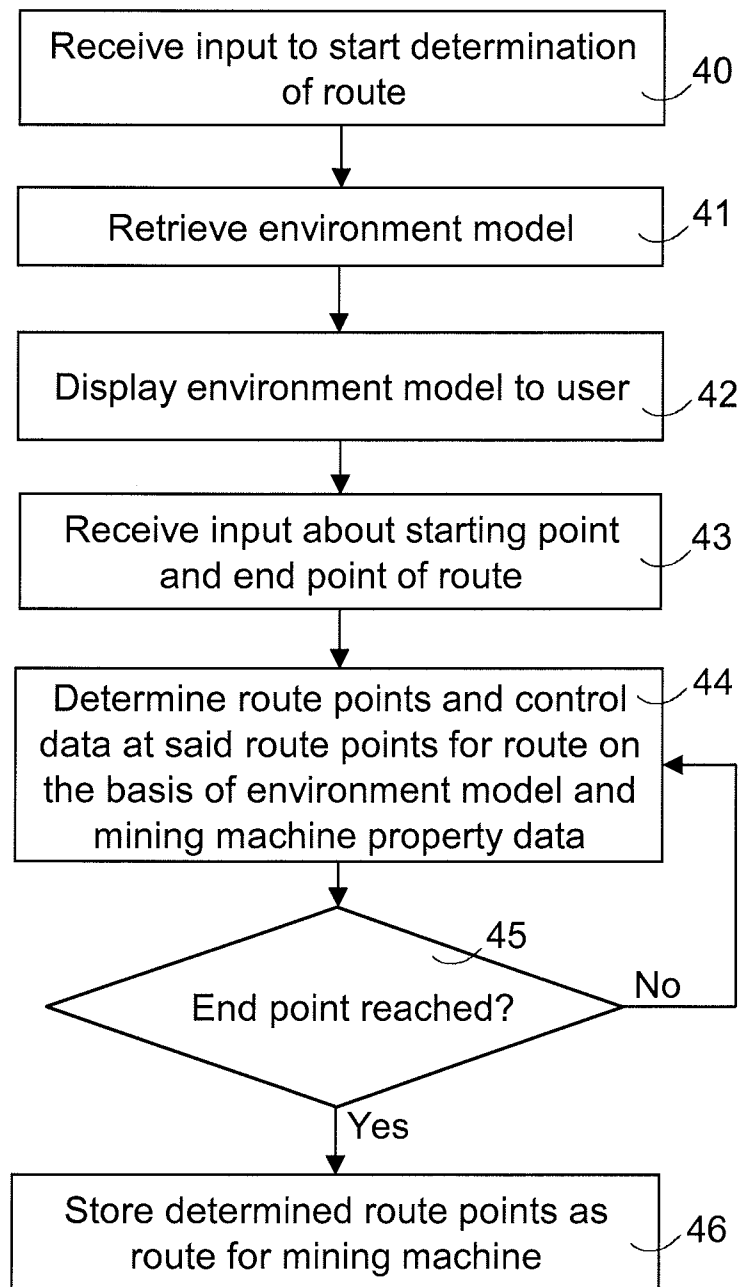 Receive input to start determination
of route
40
Retrieve environment model
41
Display environment model to user
42
Receive input about starting point
and end point of route
43
Determine route points and control
data at said route points for route on
the basis of environment model and
mining machine property data
44
45
End point reached?
No
Yes
Store determined route points as
route for mining machine
46